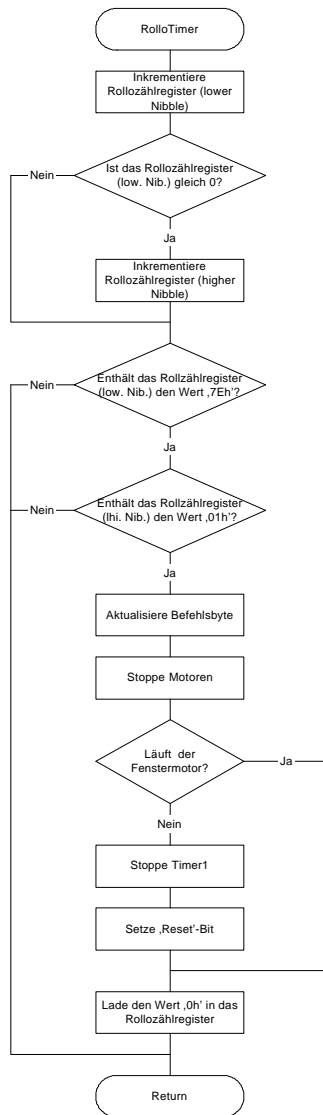 RolloTimer
Inkrementiere
Rollozählregister (lower
Nibble)
Ist das Rollozählregister
(low. Nib.) gleich 0?
Nein
Ja
Inkrementiere
Rollozählregister (higher
Nibble)
Enthält das Rollzählregister
(low. Nib.) den Wert ‚7Eh’?
Nein
Ja
Enthält das Rollzählregister
(lhi. Nib.) den Wert ‚01h’?
Nein
Ja
Aktualisiere Befehlsbyte
Stoppe Motoren
Läuft der
Fenstermotor?
Ja
Nein
Stoppe Timer1
Setze ‚Reset’-Bit
Lade den Wert ‚0h’ in das
Rollozählregister
Return